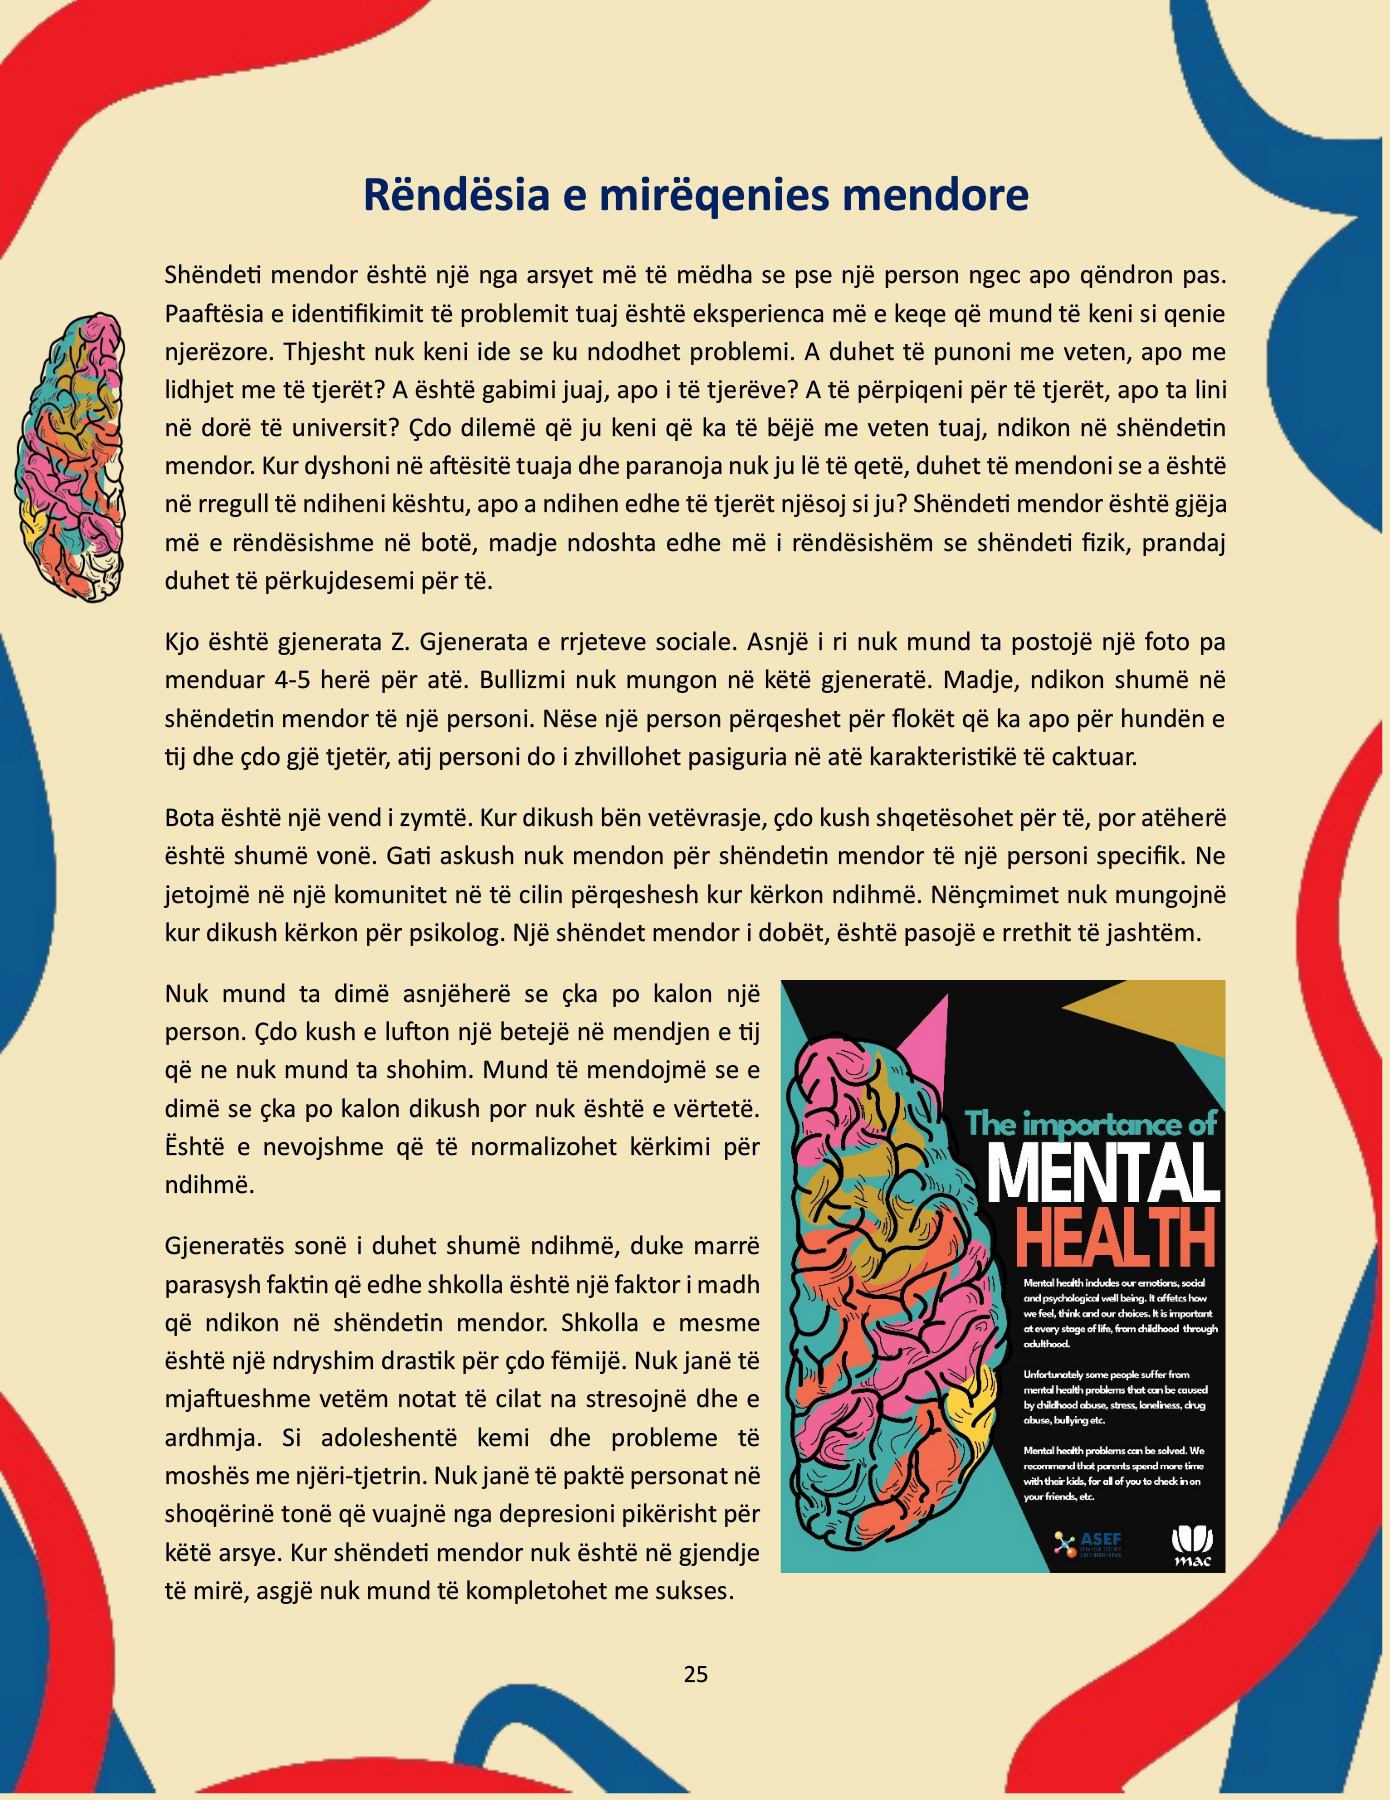 Rëndësia e mirëqenies mendore
Shëndeti mendor është një nga arsyet më të mëdha se pse një person ngec apo qëndron pas.
Paaftësia e identifikimit të problemit tuaj është eksperienca më e keqe që mund të keni si qenie
njerëzore. Thjesht nuk keni ide se ku ndodhet problemi. A duhet të punoni me veten, apo me
lidhjet me të tjerët? A është gabimi juaj, apo i të tjerëve? A të përpiqeni për të tjerët, apo ta lini
në dorë të universit? Çdo dilemë që ju keni që ka të bëjë me veten tuaj, ndikon në shëndetin
mendor. Kur dyshoni në aftësitë tuaja dhe paranoja nuk ju lë të qetë, duhet të mendoni se a është
në rregull të ndiheni kështu, apo a ndihen edhe të tjerët njësoj si ju? Shëndeti mendor është gjëja
më e rëndësishme në botë, madje ndoshta edhe më i rëndësishëm se shëndeti fizik, prandaj
duhet të përkujdesemi për të.
Kjo është gjenerata Z. Gjenerata e rrjeteve sociale. Asnjë i ri nuk mund ta postojë një foto pa
menduar 4-5 herë për atë. Bullizmi nuk mungon në këtë gjeneratë. Madje, ndikon shumë në
shëndetin mendor të një personi. Nëse një person përqeshet për flokët që ka apo për hundën e
tij dhe çdo gjë tjetër, atij personi do i zhvillohet pasiguria në atë karakteristikë të caktuar.
Bota është një vend i zymtë. Kur dikush bën vetëvrasje, çdo kush shqetësohet për të, por atëherë
është shumë vonë. Gati askush nuk mendon për shëndetin mendor të një personi specifik. Ne
jetojmë në një komunitet në të cilin përqeshesh kur kërkon ndihmë. Nënçmimet nuk mungojnë
kur dikush kërkon për psikolog. Një shëndet mendor i dobët, është pasojë e rrethit të jashtëm.
Nuk mund ta dimë asnjëherë se çka po kalon një
person. Çdo kush e lufton një betejë në mendjen e tij
që ne nuk mund ta shohim. Mund të mendojmë se e
dimë se çka po kalon dikush por nuk është e vërtetë.
Është e nevojshme që të normalizohet kërkimi për
ndihmë.
Gjeneratës sonë i duhet shumë ndihmë, duke marrë
parasysh faktin që edhe shkolla është një faktor i madh
që ndikon në shëndetin mendor. Shkolla e mesme
është një ndryshim drastik për çdo fëmijë. Nuk janë të
mjaftueshme vetëm notat të cilat na stresojnë dhe e
ardhmja. Si adoleshentë kemi dhe probleme të
moshës me njëri-tjetrin. Nuk janë të paktë personat në
shoqërinë tonë që vuajnë nga depresioni pikërisht për
këtë arsye. Kur shëndeti mendor nuk është në gjendje
të mirë, asgjë nuk mund të kompletohet me sukses.
The importance of
MENTAL
HEALTH
Mental health includes our emotions, social
and psychological well being. It affetcs how
we feel, think and our choices. It is important
at every stage of life, from childhood through
adulthood.
Unfortunately some people suffer from
mental health problems that can be caused
by childhood abuse, stress, loneliness, drug
abuse, bullying etc.
Mental health problems can be solved. We
recommend that parents spend more time
with their kids, for all of you to check in on
your friends, etc.
ASEF
mac
25